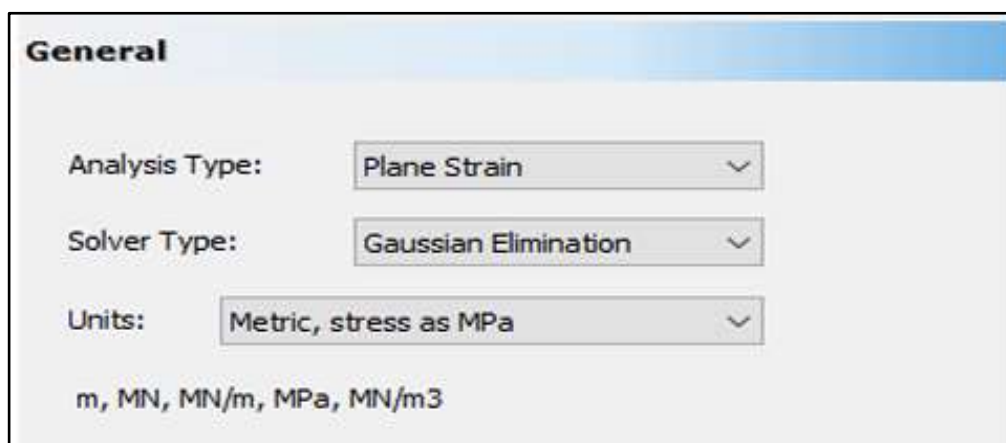 General
Analysis Type: Plane Strain
Solver Type: Gaussian Elimination
Units: Metric, stress as MPa
m, MN, MN/m, MPa, MN/m3